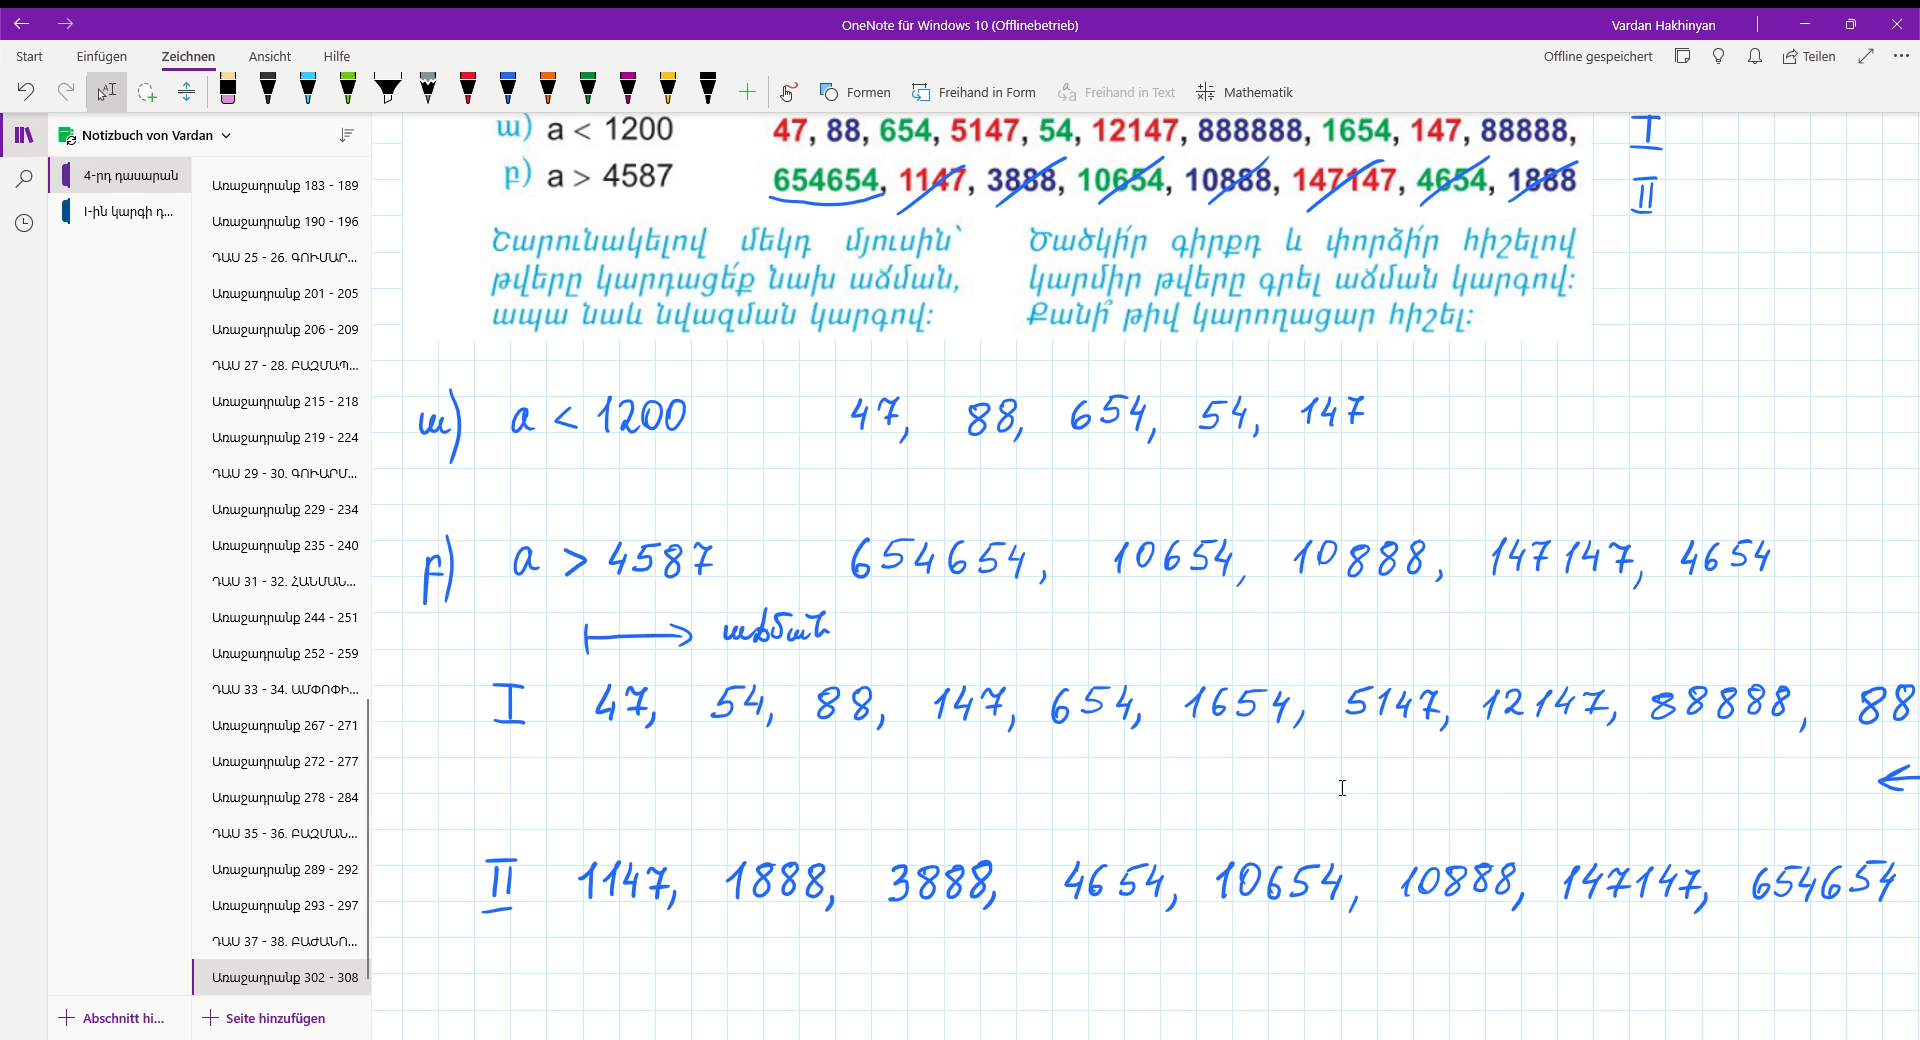 OneNote für Windows 10 (Offlinebetrieb)
Vardan Hakhinyan
Start Einfügen Zeichnen Ansicht Hilfe
Offline gespeichert Teilen
Formen Freihand in Form Freihand in Text Mathematik
Notizbuch von Vardan
4-րդ դասարան
I-ին կարգի դ...
Առաջադրանք 183 - 189
Առաջադրանք 190 - 196
ԴԱՍ 25 - 26. ԳՈՒՄԱՐ...
Առաջադրանք 201 - 205
Առաջադրանք 206 - 209
ԴԱՍ 27 - 28. ԲԱԶՄԱՊ...
Առաջադրանք 215 - 218
Առաջադրանք 219 - 224
ԴԱՍ 29 - 30. ԳՈՒԱՐՄ...
Առաջադրանք 229 - 234
Առաջադրանք 235 - 240
ԴԱՍ 31 - 32. ՀԱՆՄԱՆ...
Առաջադրանք 244 - 251
Առաջադրանք 252 - 259
ԴԱՍ 33 - 34. ԱՄՓՈՓԻ...
Առաջադրանք 267 - 271
Առաջադրանք 272 - 277
Առաջադրանք 278 - 284
ԴԱՍ 35 - 36. ԲԱԶՄԱՆ...
Առաջադրանք 289 - 292
Առաջադրանք 293 - 297
ԴԱՍ 37 - 38. ԲԱԺԱՆՈ...
Առաջադրանք 302 - 308
Abschnitt hi... Seite hinzufügen
ա) a < 1200 47, 88, 654, 5147, 54, 12147, 888888, 1654, 147, 88888, I
բ) a > 4587 654654, 1147, 3888, 10654, 10888, 147147, 4654, 1888 II
Շարունակելով մեկդ մյուսին՝
թվերը կարդացե՛ք նախ աճման,
ապա նաև նվազման կարգով:
Ծածկի՛ր գիրքդ և փորձի՛ր հիշելով
կարմիր թվերը գրել աճման կարգով:
Քանի՞ թիվ կարողացար հիշել:
ա) a < 1200 47, 88, 654, 54, 147
բ) a > 4587 654654, 10654, 10888, 147147, 4654
աճման
I 47, 54, 88, 147, 654, 1654, 5147, 12147, 88888, 88
II 1147, 1888, 3888, 4654, 10654, 10888, 147147, 654654